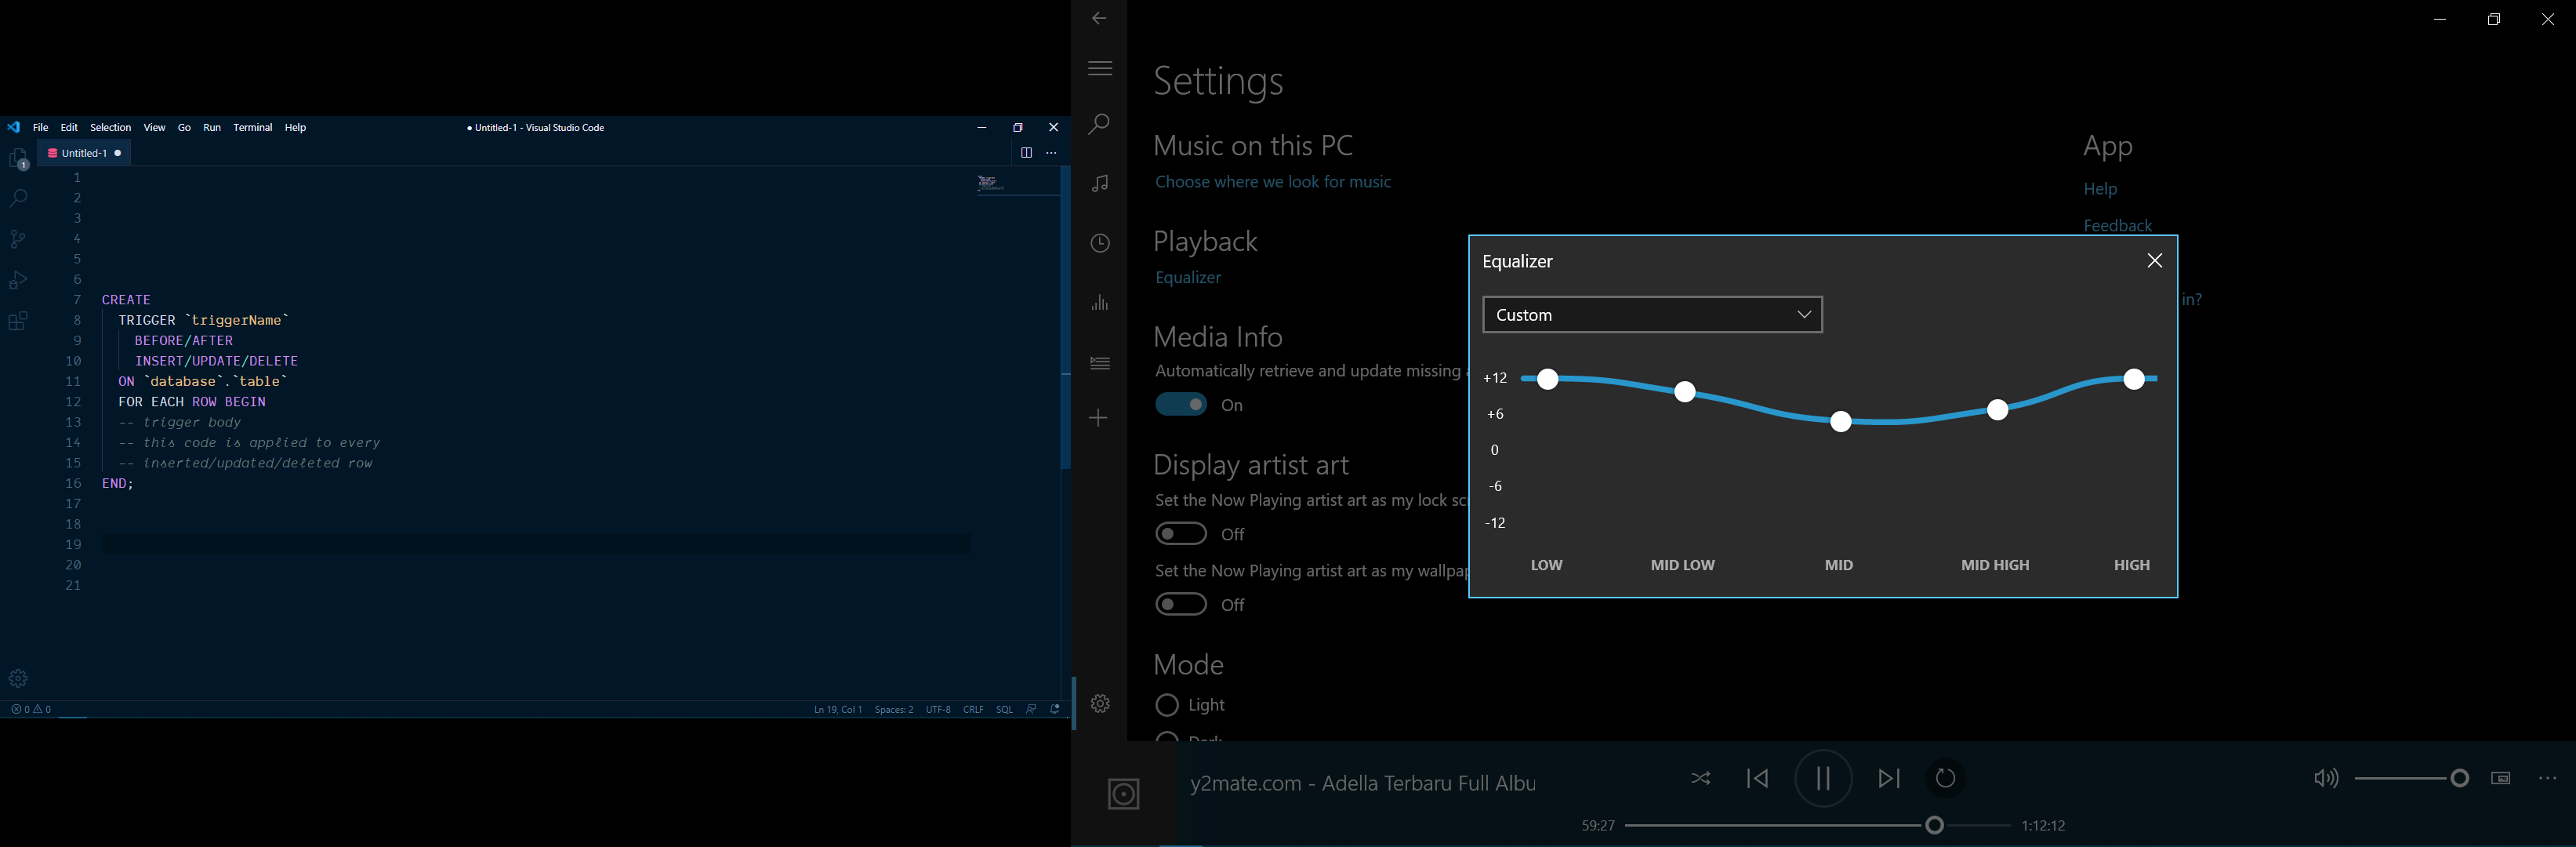 File Edit Selection View Go Run Terminal Help
● Untitled-1 - Visual Studio Code
1
Untitled-1 ●
1
2
3
4
5
6
7 CREATE
8 TRIGGER `triggerName`
9 BEFORE/AFTER
10 INSERT/UPDATE/DELETE
11 ON `database`.`table`
12 FOR EACH ROW BEGIN
13 -- trigger body
14 -- this code is applied to every
15 -- inserted/updated/deleted row
16 END;
17
18
19
20
21
0 0
Ln 19, Col 1 Spaces: 2 UTF-8 CRLF SQL
Settings
Music on this PC
Choose where we look for music
Playback
Equalizer
Media Info
Automatically retrieve and update missing
On
Display artist art
Set the Now Playing artist art as my lock
Off
Set the Now Playing artist art as my
Off
Mode
Light
Dark
App
Help
Feedback
in?
Equalizer
Custom
+12
+6
0
-6
-12
LOW MID LOW MID MID HIGH HIGH
y2mate.com - Adella Terbaru Full Albu
59:27
1:12:12